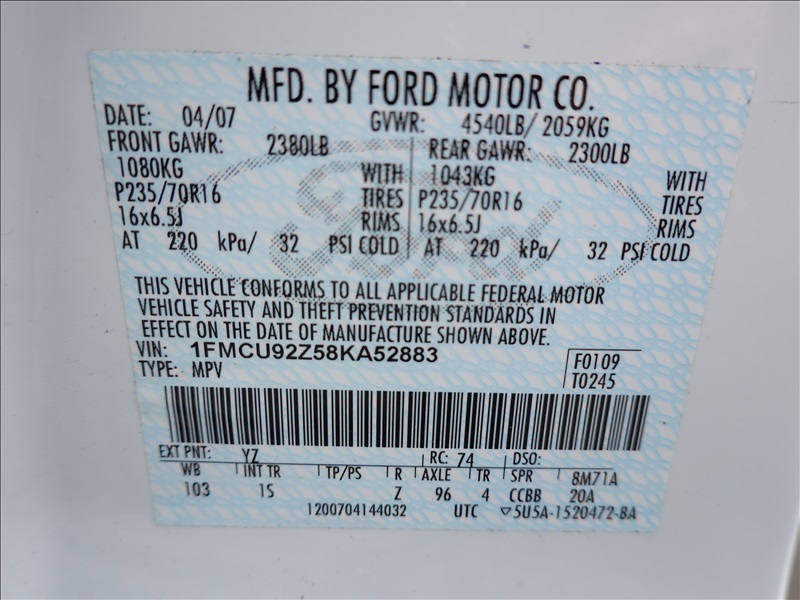 MFD. BY FORD MOTOR CO.
DATE: 04/07 GVWR: 4540LB/ 2059KG
FRONT GAWR: 2380LB REAR GAWR: 2300LB
1080KG WITH 1043KG WITH
P235/70R16 TIRES P235/70R16 TIRES
16x6.5J RIMS 16x6.5J RIMS
AT 220 kPa/ 32 PSI COLD AT 220 kPa/ 32 PSI COLD
Ford
THIS VEHICLE CONFORMS TO ALL APPLICABLE FEDERAL MOTOR
VEHICLE SAFETY AND THEFT PREVENTION STANDARDS IN
EFFECT ON THE DATE OF MANUFACTURE SHOWN ABOVE.
VIN: 1FMCU92Z58KA52883 F0109
TYPE: MPV T0245
EXT PNT: YZ RC: 74 DSO:
WB INT TR TP/PS R AXLE TR SPR 8M71A
103 1S Z 96 4 CCBB 20A
1200704144032 UTC ▽5U5A-1520472-BA